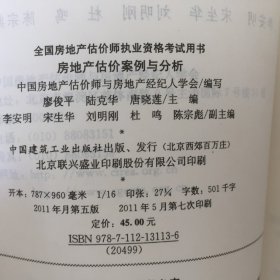 全国房地产估价师执业资格考试用书
房地产估价案例与分析
中国房地产估价师与房地产经纪人学会/编写
廖俊平 陆克华 唐晓莲/主 编
李安明 宋生华 刘明刚 杜 鸣 陈宗彪/副主编
*
中国建筑工业出版社出版、发行(北京西郊百万庄)
北京联兴盛业印刷股份有限公司印刷
*
开本:787×960毫米 1/16 印张:27¼ 字数:501千字
2011年月第五版 2011年5月第七次印刷
定价:45.00元
ISBN 978-7-112-13113-6
(20499)